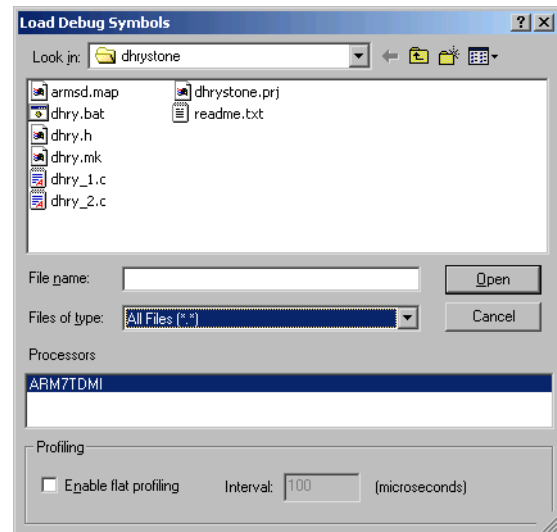 Load Debug Symbols
Look in: dhrystone
armsd.map
dhry.bat
dhry.h
dhry.mk
dhry_1.c
dhry_2.c
dhrystone.prj
readme.txt
File name:
Open
Files of type: All Files (*.*)
Cancel
Processors
ARM7TDMI
Profiling
Enable flat profiling Interval: 100 (microseconds)